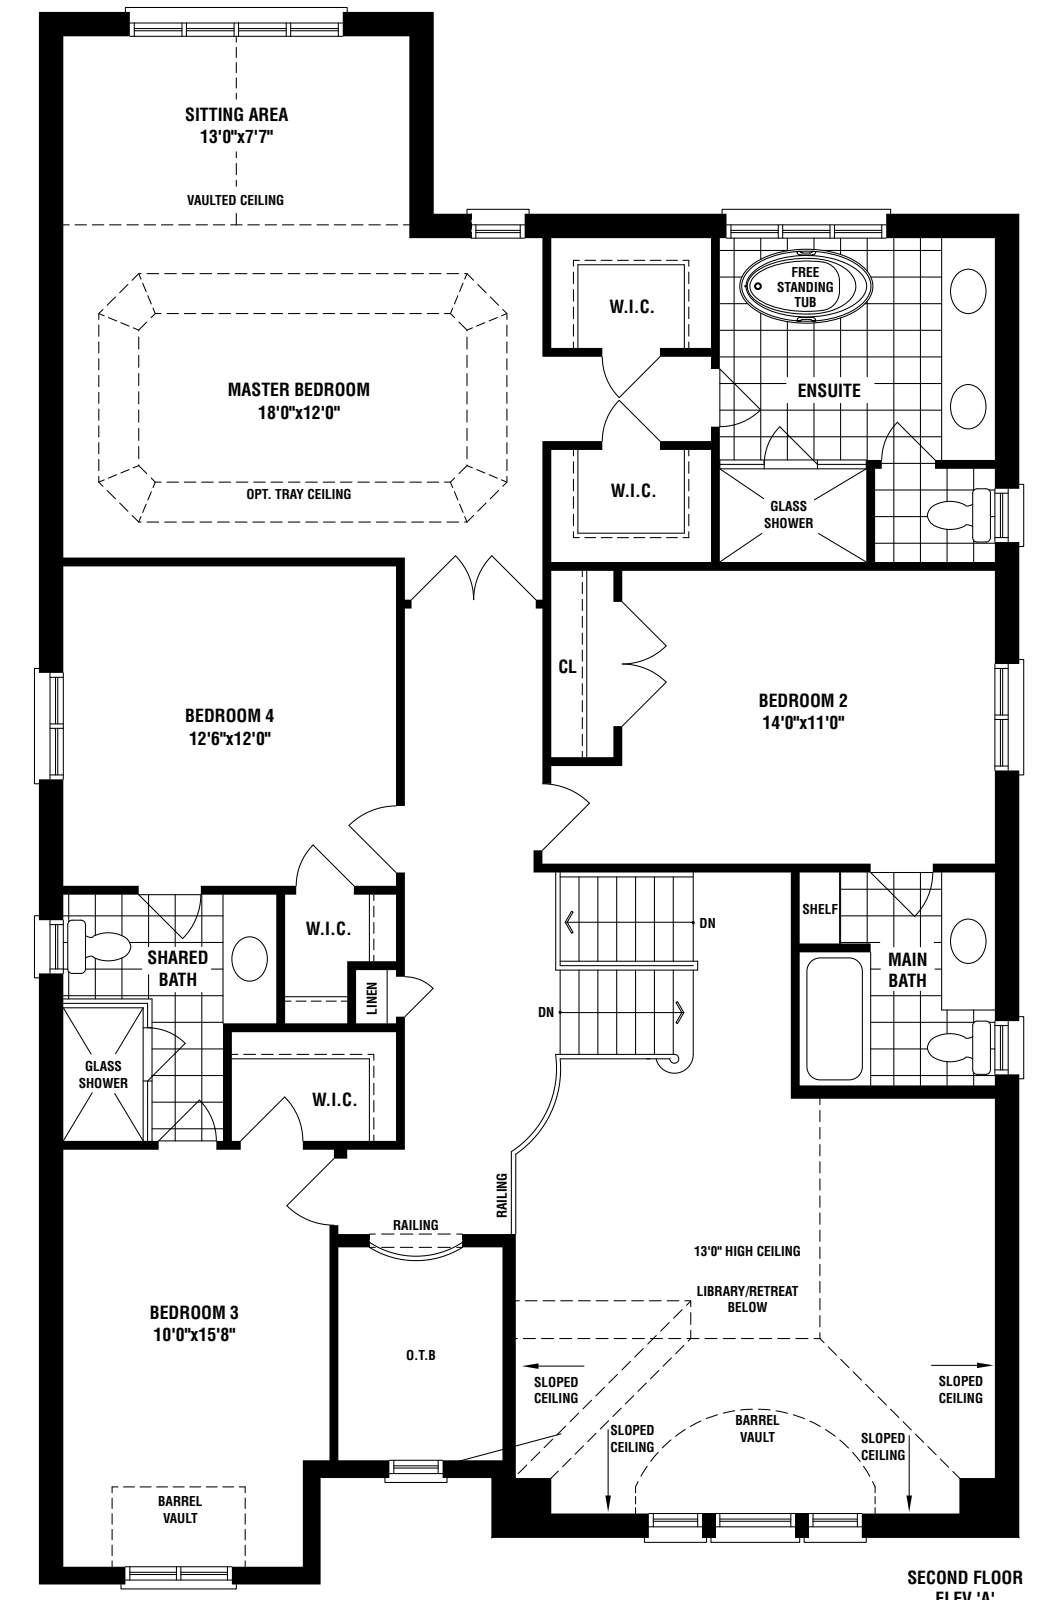 SITTING AREA
13'0"x7'7"
VAULTED CEILING
FREE
STANDING
TUB
W.I.C.
MASTER BEDROOM
18'0"x12'0"
ENSUITE
OPT. TRAY CEILING
W.I.C.
GLASS
SHOWER
CL
BEDROOM 2
14'0"x11'0"
BEDROOM 4
12'6"x12'0"
SHELF
DN
W.I.C.
SHARED
BATH
MAIN
BATH
LINEN
DN
GLASS
SHOWER
W.I.C.
RAILING
RAILING
13'0" HIGH CEILING
LIBRARY/RETREAT
BELOW
BEDROOM 3
10'0"x15'8"
O.T.B
SLOPED
CEILING
SLOPED
CEILING
SLOPED
CEILING
BARREL
VAULT
SLOPED
CEILING
BARREL
VAULT
SECOND FLOOR
ELEV 'A'